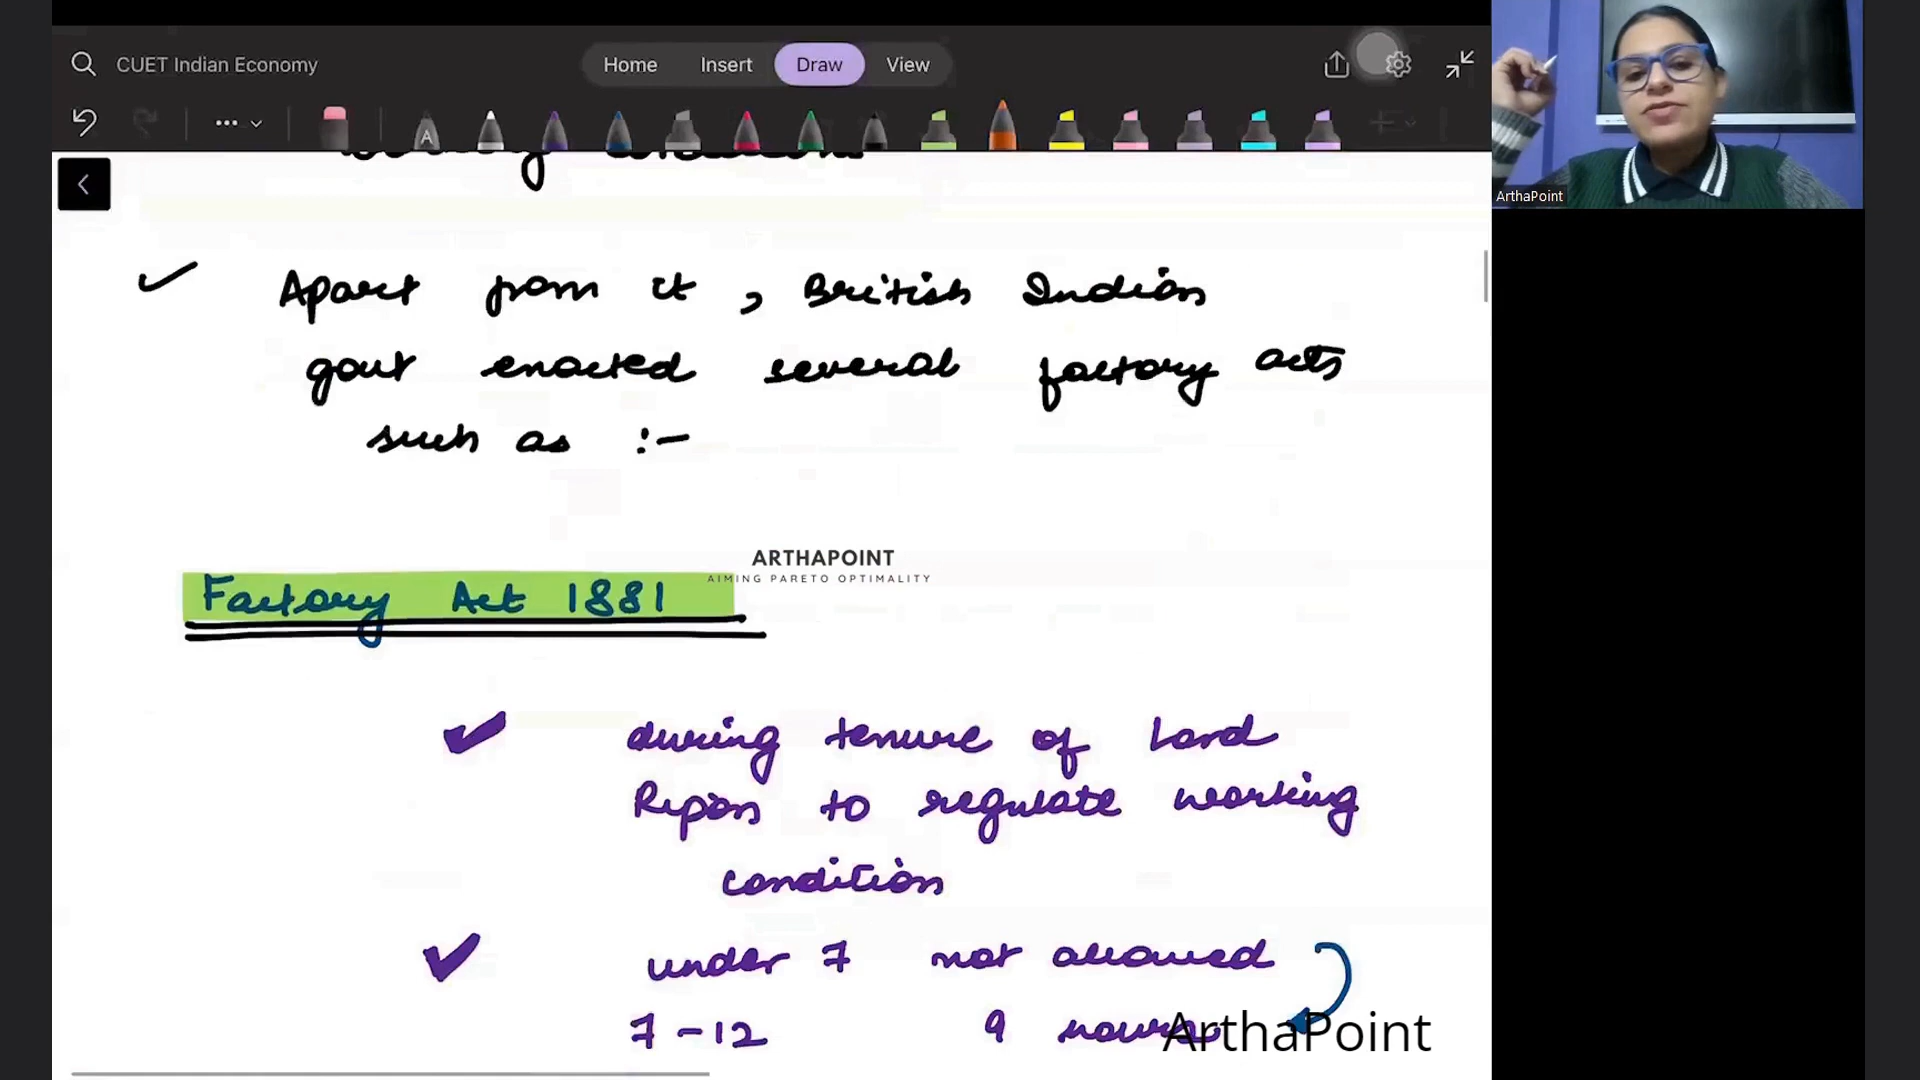 CUET Indian Economy
Home Insert Draw View
A
ArthaPoint
conditions
Apart from it, British Indian
govt enacted several factory acts
such as :-
ARTHAPOINT
AIMING PARETO OPTIMALITY
Factory Act 1881
during tenure of Lord
Ripon to regulate working
condition
under 7 not allowed
7-12 9 hours
ArthaPoint